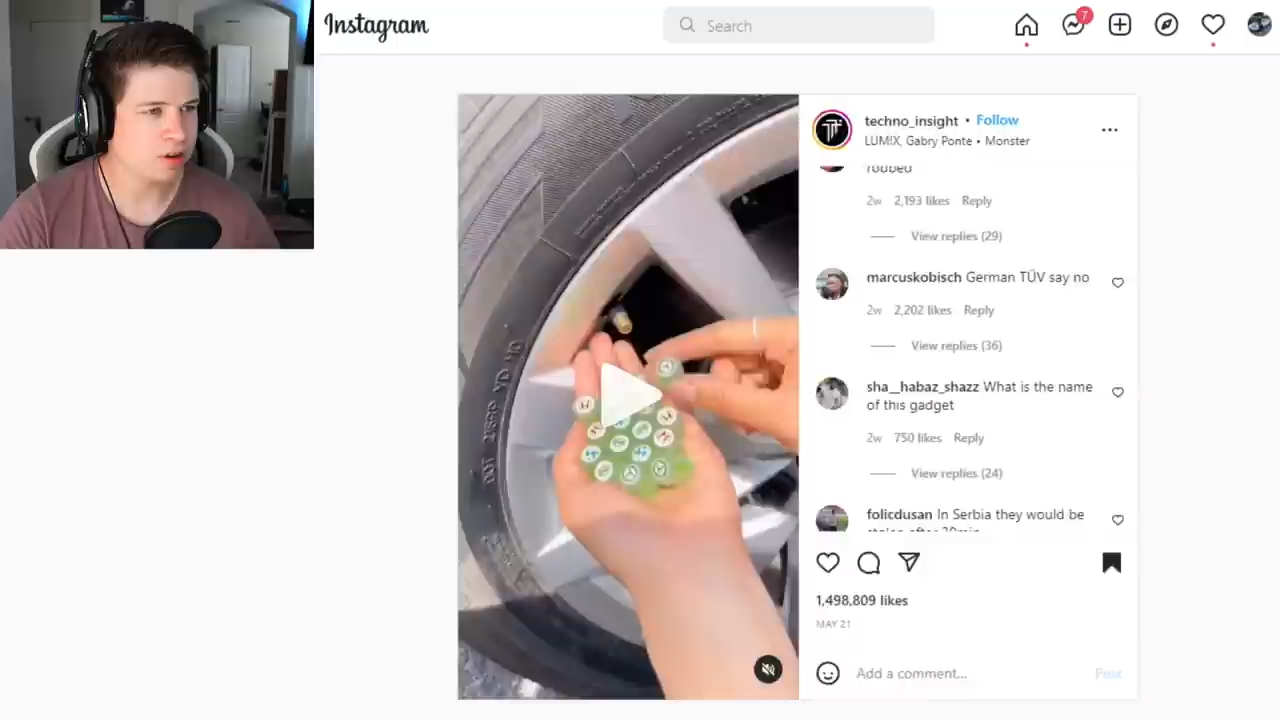 Instagram
Search
7
techno_insight • Follow
LUM!X, Gabry Ponte • Monster
robbed
2w 2,193 likes Reply
View replies (29)
marcuskobisch German TÜV say no
2w 2,202 likes Reply
View replies (36)
sha__habaz_shazz What is the name
of this gadget
2w 750 likes Reply
View replies (24)
folicdusan In Serbia they would be
stolen after 20min
1,498,809 likes
MAY 21
Add a comment...
Post